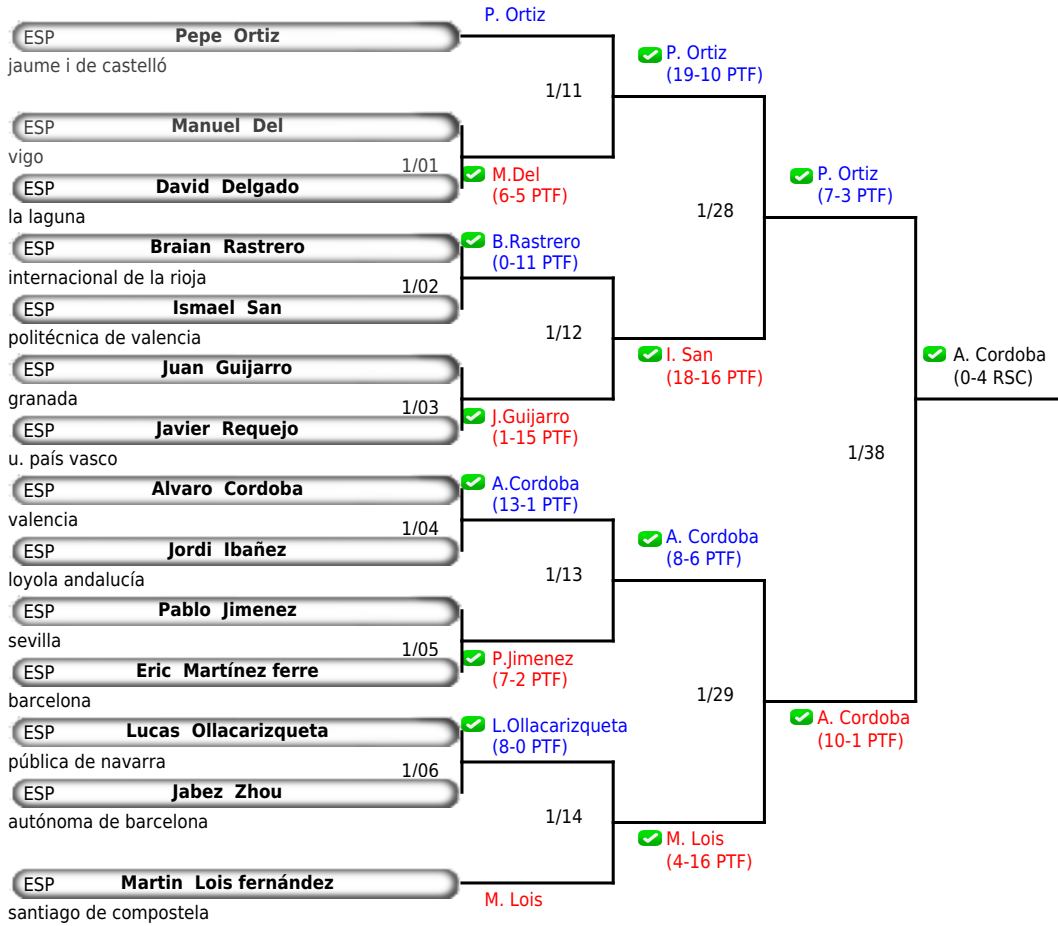 P. Ortiz
ESP Pepe Ortiz
jaume i de castelló
P. Ortiz
(19-10 PTF)
1/11
ESP Manuel Del
vigo
1/01
ESP David Delgado
la laguna
M.Del
(6-5 PTF)
P. Ortiz
(7-3 PTF)
1/28
ESP Braian Rastrero
internacional de la rioja
B.Rastrero
(0-11 PTF)
1/02
ESP Ismael San
politécnica de valencia
1/12
I. San
(18-16 PTF)
ESP Juan Guijarro
granada
1/03
ESP Javier Requejo
u. país vasco
J.Guijarro
(1-15 PTF)
A. Cordoba
(0-4 RSC)
1/38
ESP Alvaro Cordoba
valencia
A.Cordoba
(13-1 PTF)
1/04
ESP Jordi Ibañez
loyola andalucía
A. Cordoba
(8-6 PTF)
1/13
ESP Pablo Jimenez
sevilla
1/05
ESP Eric Martínez ferre
barcelona
P.Jimenez
(7-2 PTF)
1/29
A. Cordoba
(10-1 PTF)
ESP Lucas Ollacarizqueta
pública de navarra
L.Ollacarizqueta
(8-0 PTF)
1/06
ESP Jabez Zhou
autónoma de barcelona
1/14
M. Lois
(4-16 PTF)
ESP Martin Lois fernández
santiago de compostela
M. Lois